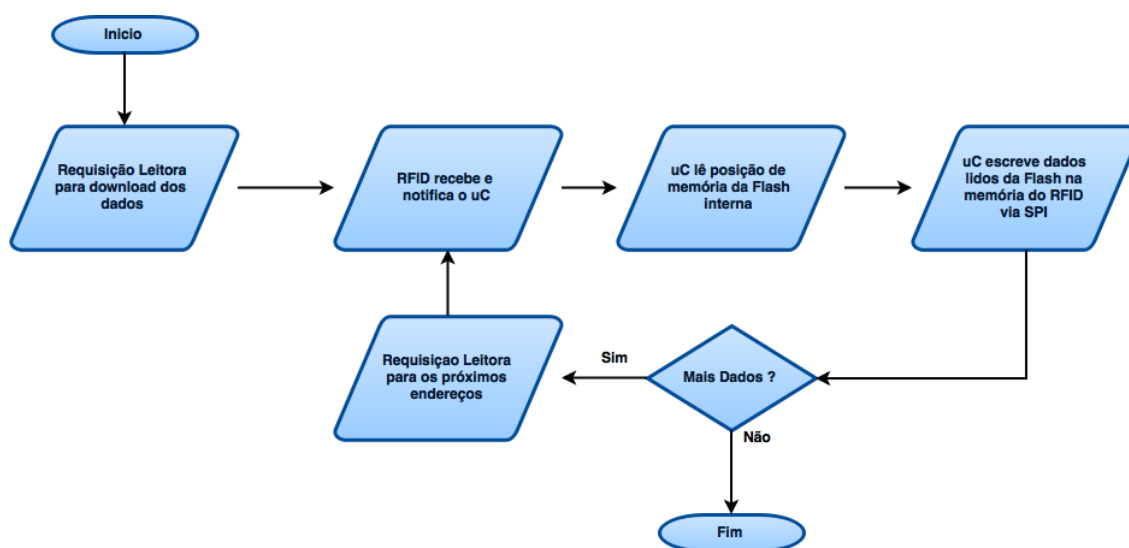 Inicio
Requisição Leitora
para download dos
dados
RFID recebe e
notifica o uC
uC lê posição de
memória da Flash
interna
uC escreve dados
lidos da Flash na
memória do RFID
via SPI
Requisiçao Leitora
para os próximos
endereços
Sim
Mais Dados ?
Não
Fim